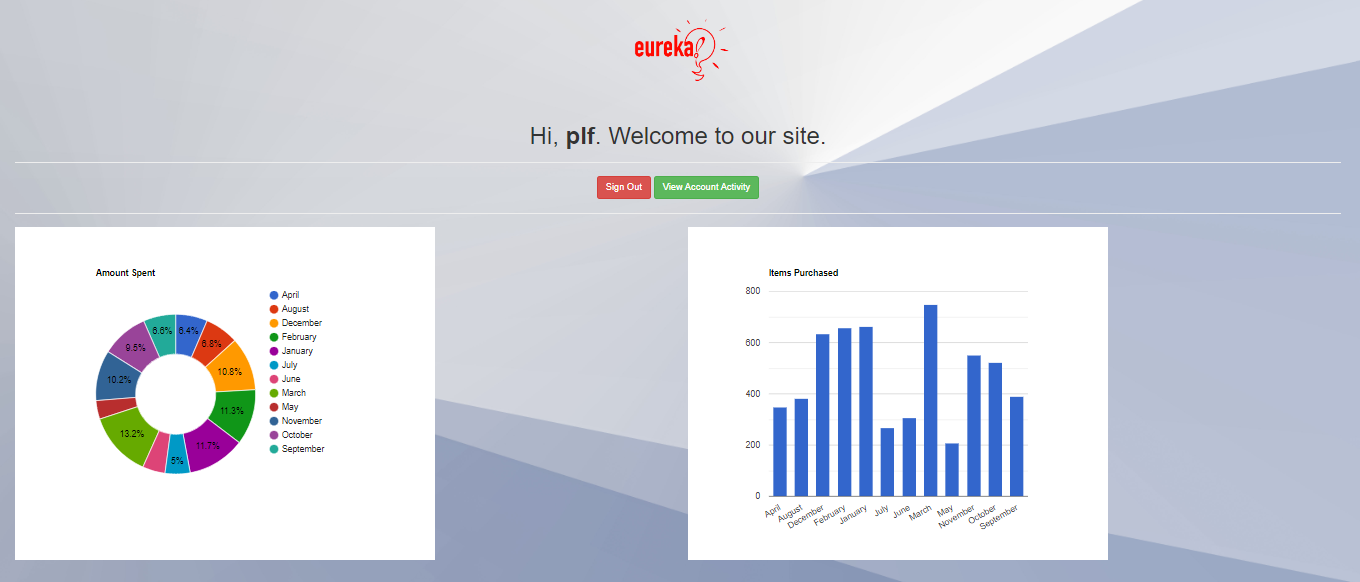 eureka!
Hi, plf. Welcome to our site.
Sign Out
View Account Activity
Amount Spent
6.4%
6.8%
10.8%
11.3%
11.7%
5%
13.2%
10.2%
9.5%
6.6%
April
August
December
February
January
July
June
March
May
November
October
September
Items Purchased
800
600
400
200
0
April
August
December
February
January
July
June
March
May
November
October
September